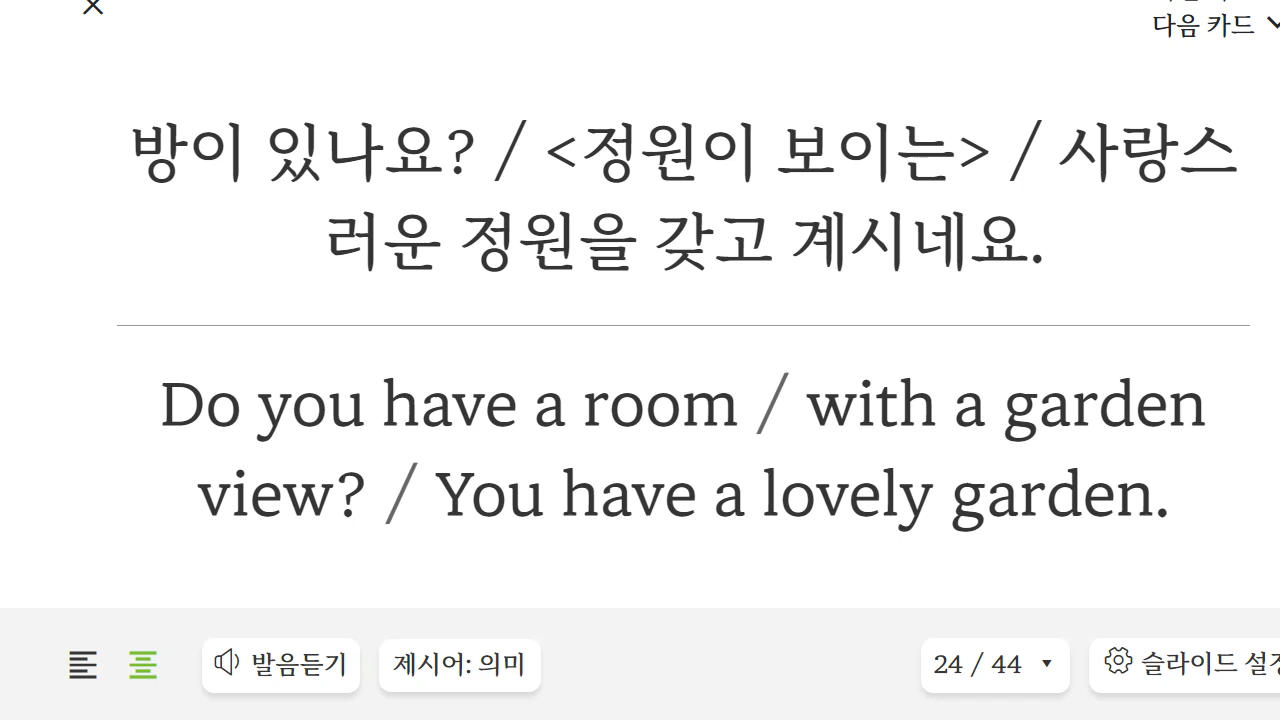 다음 카드
방이 있나요? / <정원이 보이는> / 사랑스
러운 정원을 갖고 계시네요.
Do you have a room / with a garden
view? / You have a lovely garden.
발음듣기 제시어: 의미 24 / 44 슬라이드 설정